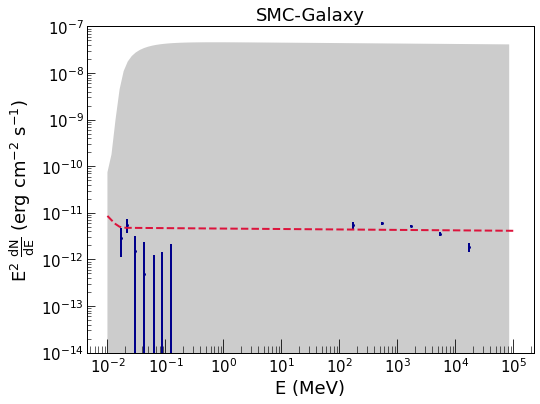 SMC-Galaxy
E² dN/dE (erg cm⁻² s⁻¹)
10⁻⁷
10⁻⁸
10⁻⁹
10⁻¹⁰
10⁻¹¹
10⁻¹²
10⁻¹³
10⁻¹⁴
10⁻² 10⁻¹ 10⁰ 10¹ 10² 10³ 10⁴ 10⁵
E (MeV)